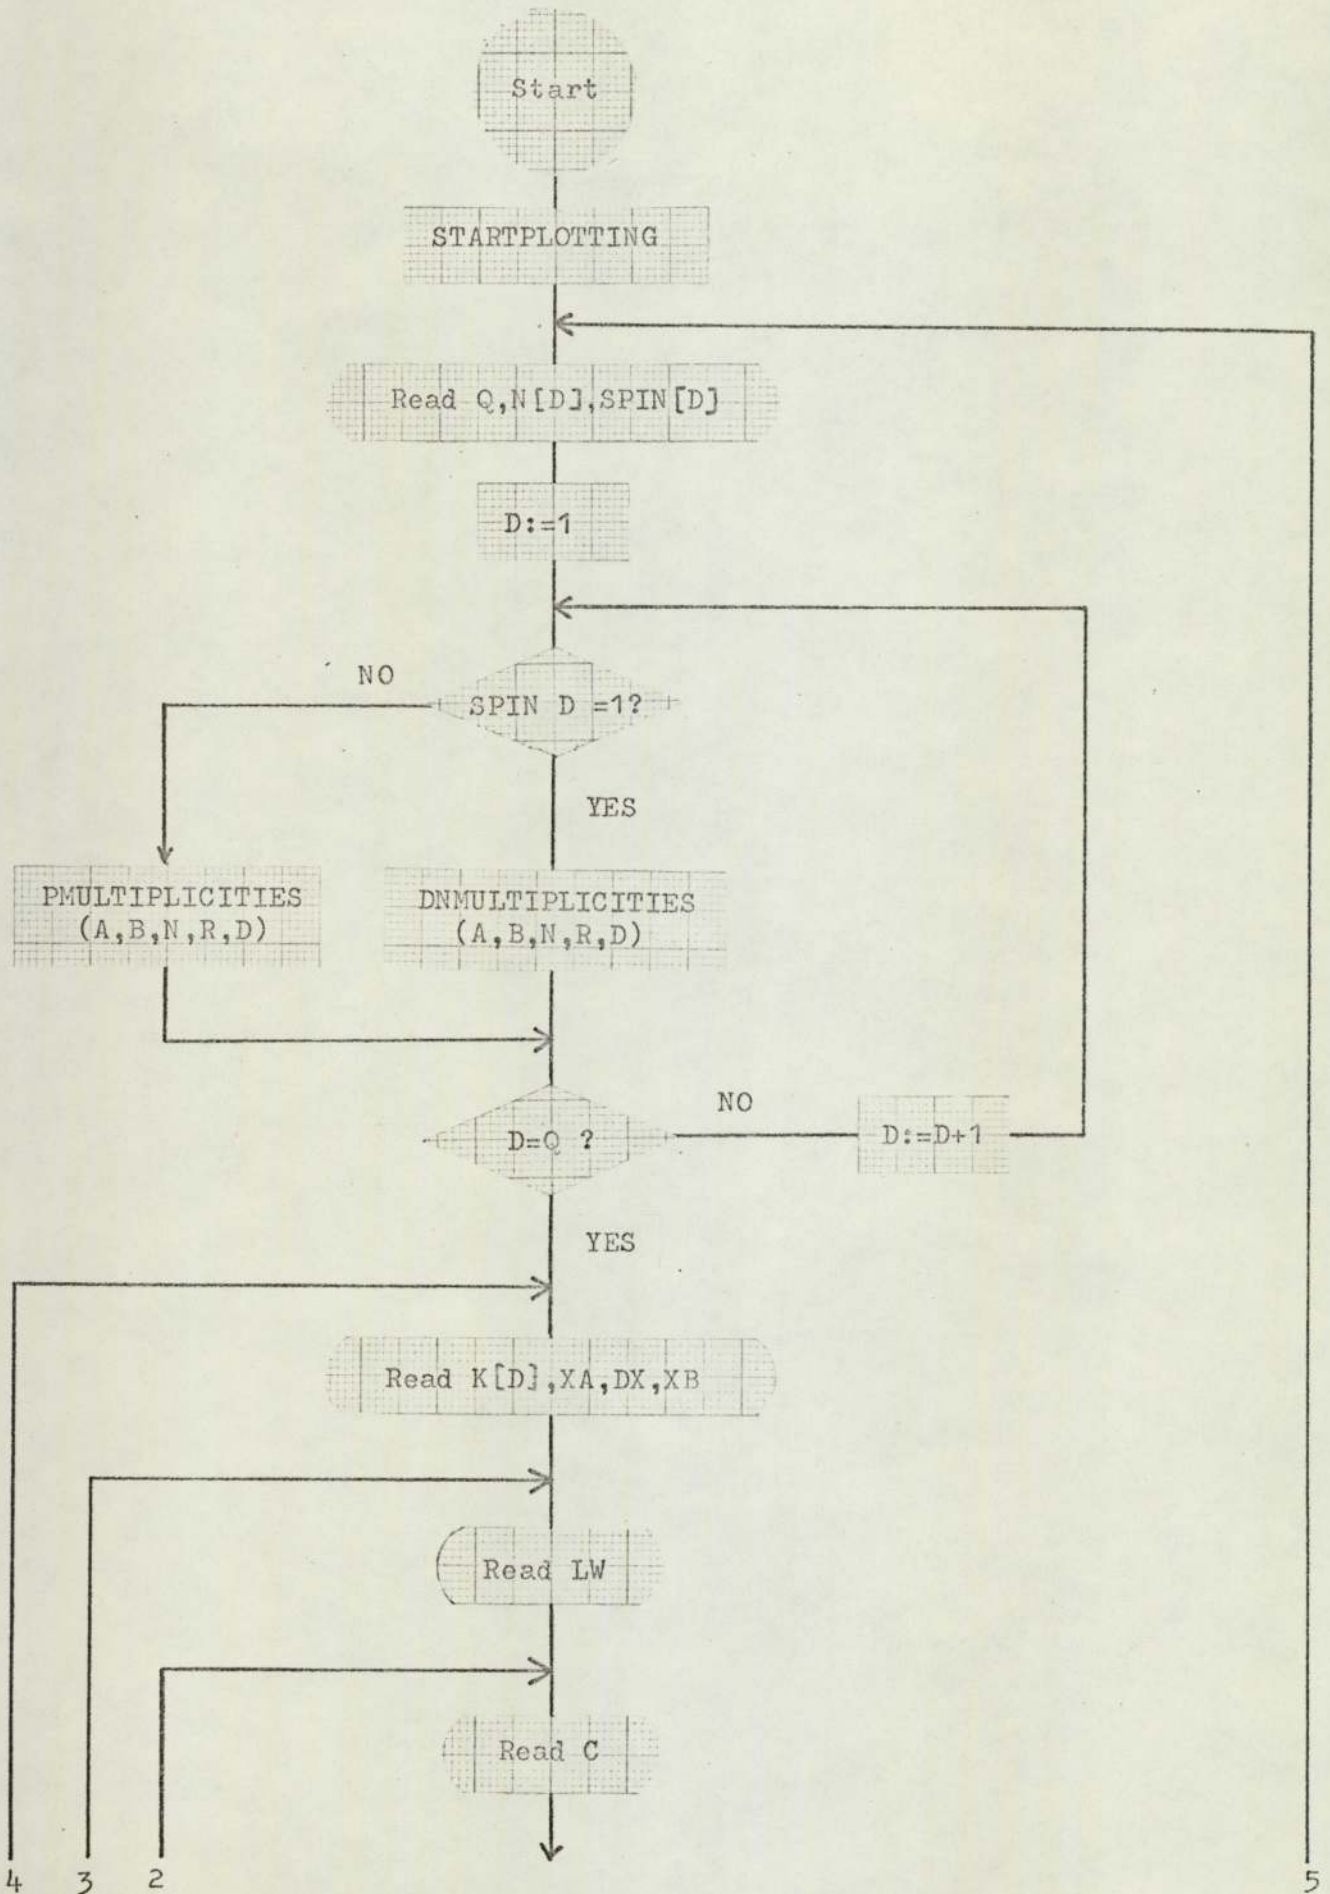 Start
STARTPLOTTING
Read Q,N[D],SPIN[D]
D:=1
NO
SPIN D =1?
YES
PMULTIPLICITIES
(A,B,N,R,D)
DNMULTIPLICITIES
(A,B,N,R,D)
D=Q ?
NO
D:=D+1
YES
Read K[D],XA,DX,XB
Read LW
Read C
4
3
2
5